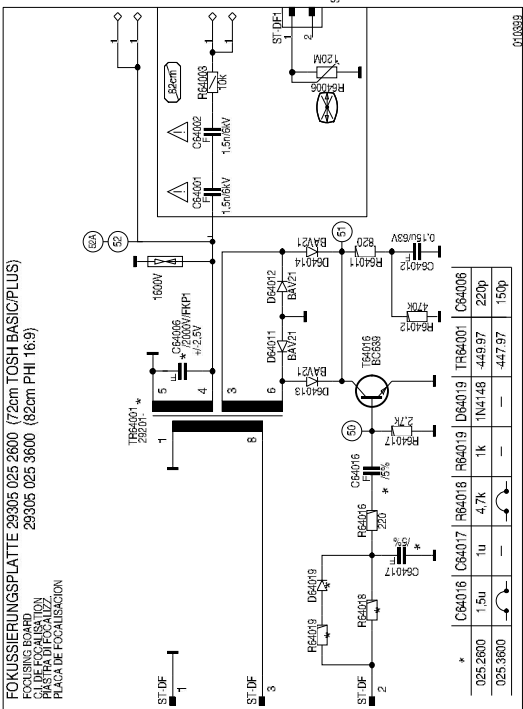 FOKUSSIERUNGSPLATTE 29305 025 2600 (72cm TOSH BASIC/PLUS)
29305 025 3600 (82cm PHI 16:9)
FOCUSING BOARD
C.I. DE FOCALISATION
PIASTRA DI FOCALIZZ.
PLACA DE FOCALISACION
010399
82cm
R64003
10k
C64002
F
1.5n/6kV
C64001
F
1.5n/6kV
ST-DF1
1
2
120M
R64006
52A
52
1600V
1
51
C64006
* /2000V/FKP1
+/-2,5V
F
TR64001 *
29201-
5
4
3
6
1
8
D64012
BAV21
D64011
BAV21
D64014
BAV21
D64013
BAV21
R64011
820
C64012
0.15u/63V
F
R64012
470k
T64016
BC639
50
R64017
2,7k
C64016
F
* /5%
R64016
220
C64017
F
/5%
*
D64019
*
R64019
*
R64018
*
ST-DF
1
ST-DF
3
ST-DF
2
* C64016 C64017 R64018 R64019 D64019 TR64001 C64006
025.2600 1,5u 1u 4,7k 1k 1N4148 -449.97 220p
025.3600 – – – -447.97 150p